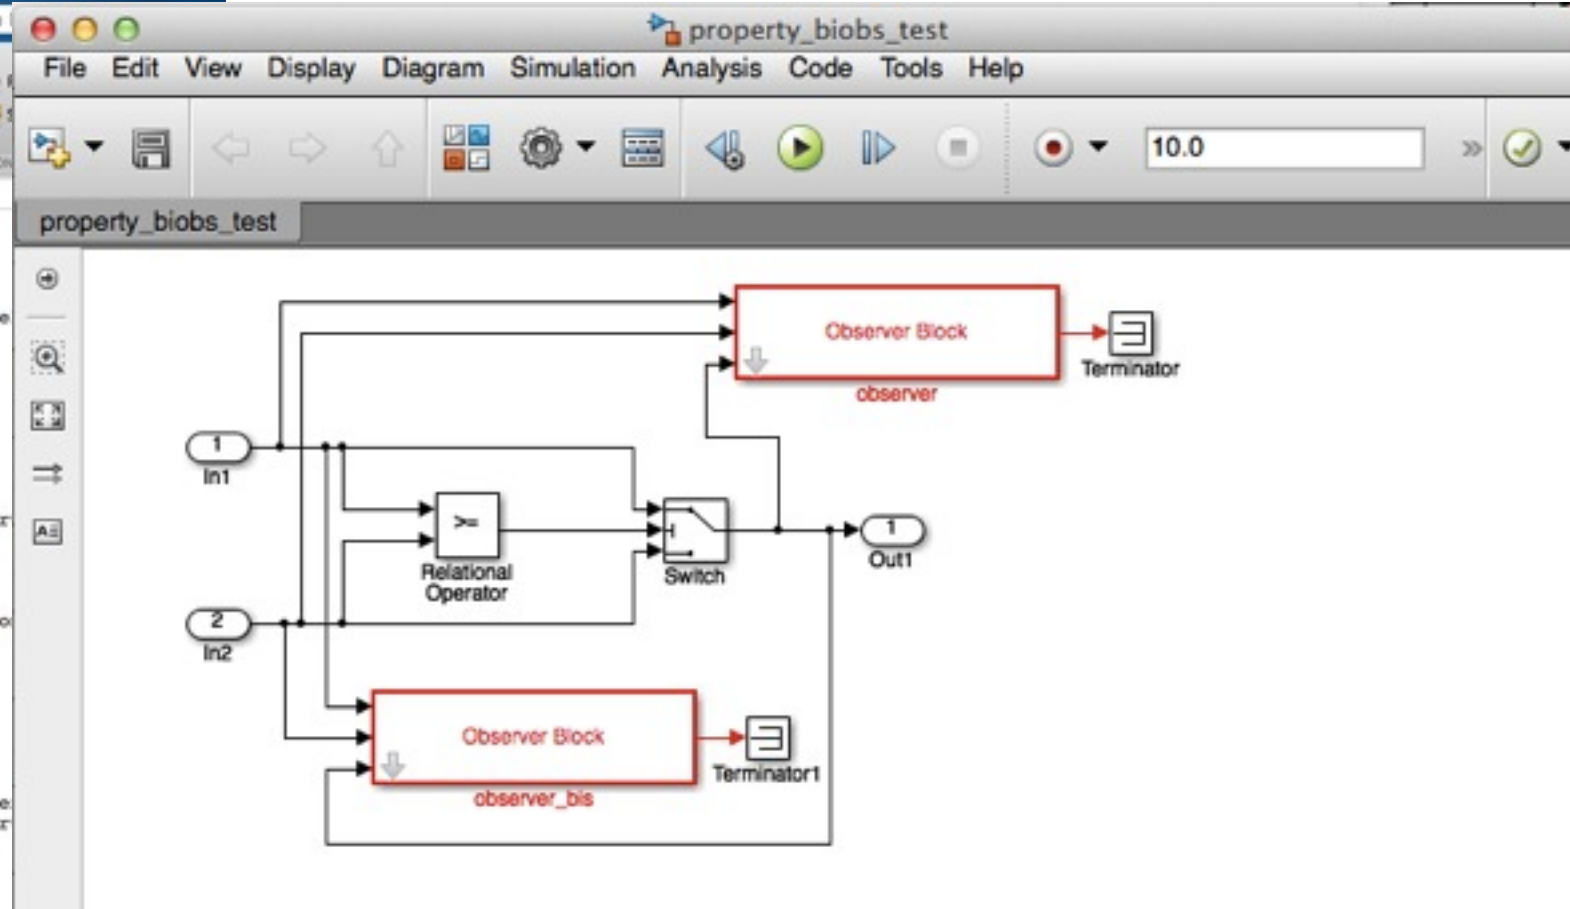 property_biobs_test
File Edit View Display Diagram Simulation Analysis Code Tools Help
10.0
property_biobs_test
Observer Block
observer
Terminator
1
In1
>=
Relational
Operator
Switch
1
Out1
2
In2
Observer Block
observer_bis
Terminator1